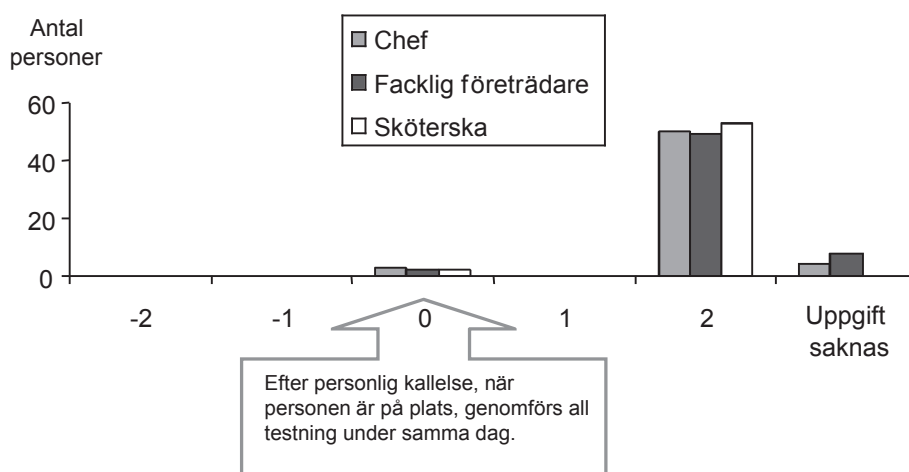 Antal
personer
Chef
Facklig företrädare
Sköterska
60
40
20
0
-2 -1 0 1 2 Uppgift
saknas
Efter personlig kallelse, när
personen är på plats, genomförs all
testning under samma dag.